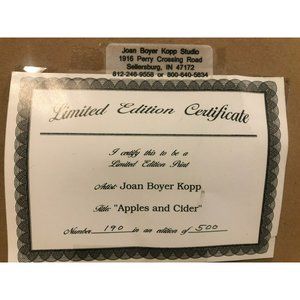 Joan Boyer Kopp Studio
1916 Perry Crossing Road
Sellersburg, IN 47172
812-246-9558 or 800-640-5834
Limited Edition Certificate
I certify this to be a
Limited Edition Print
Artist: Joan Boyer Kopp
Title: "Apples and Cider"
Number 190 in an edition of 500